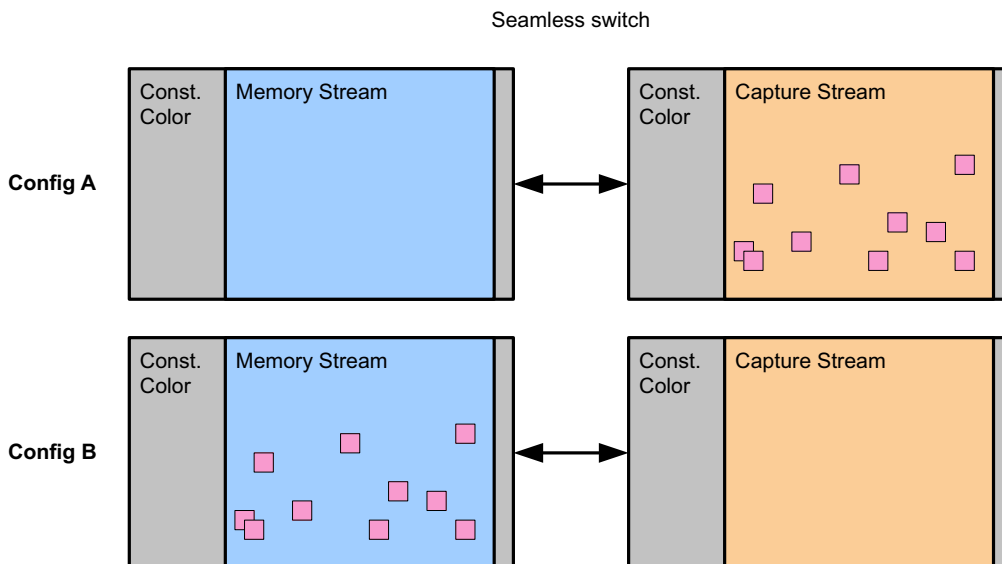 Seamless switch
Const.
Color
Memory Stream
Const.
Color
Capture Stream
Config A
Const.
Color
Memory Stream
Const.
Color
Capture Stream
Config B